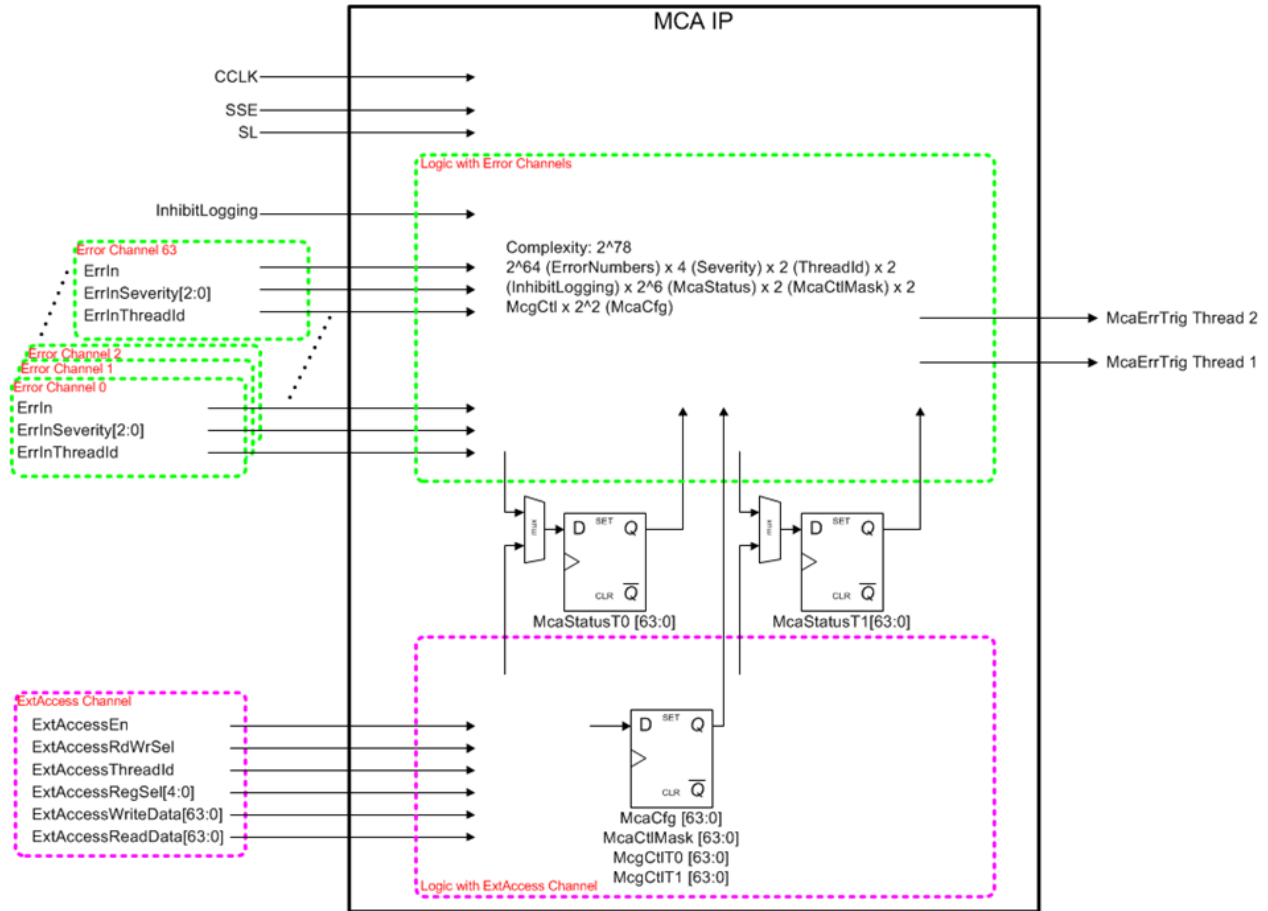 MCA IP
CCLK
SSE
SL
Logic with Error Channels
InhibitLogging
Error Channel 63
ErrIn
ErrInSeverity[2:0]
ErrInThreadId
Complexity: 2^78
2^64 (ErrorNumbers) x 4 (Severity) x 2 (ThreadId) x 2
(InhibitLogging) x 2^6 (McaStatus) x 2 (McaCtlMask) x 2
McgCtl x 2^2 (McaCfg)
McaErrTrig Thread 2
McaErrTrig Thread 1
Error Channel 2
Error Channel 1
Error Channel 0
ErrIn
ErrInSeverity[2:0]
ErrInThreadId
mux
D SET Q
CLR Q
McaStatusT0 [63:0]
mux
D SET Q
CLR Q
McaStatusT1[63:0]
ExtAccess Channel
ExtAccessEn
ExtAccessRdWrSel
ExtAccessThreadId
ExtAccessRegSel[4:0]
ExtAccessWriteData[63:0]
ExtAccessReadData[63:0]
D SET Q
CLR Q
McaCfg [63:0]
McaCtlMask [63:0]
McgCtlT0 [63:0]
McgCtlT1 [63:0]
Logic with ExtAccess Channel